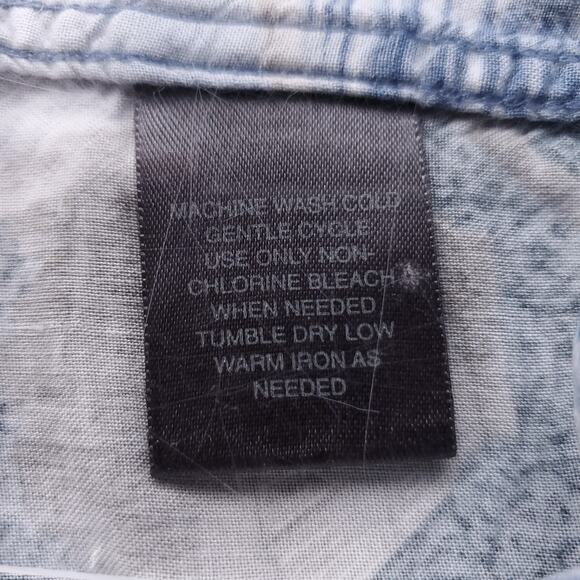 MACHINE WASH COLD
GENTLE CYCLE
USE ONLY NON-
CHLORINE BLEACH
WHEN NEEDED
TUMBLE DRY LOW
WARM IRON AS
NEEDED